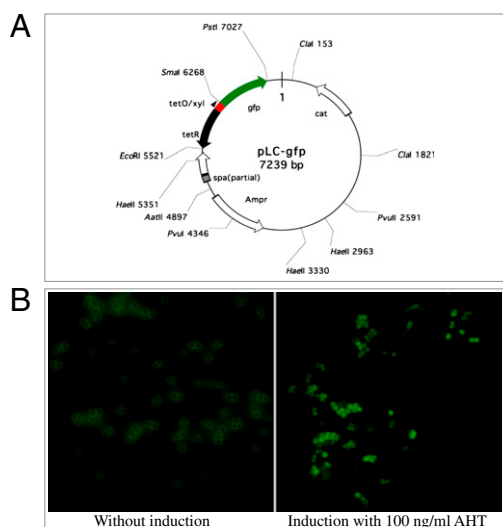 A
PstI 7027
ClaI 153
SmaI 6268
tetO/xyl
gfp
1
cat
tetR
EcoRI 5521
pLC-gfp
7239 bp
ClaI 1821
HaeII 5351
spa(partial)
AatII 4897
Ampr
PvuI 4346
PvuII 2591
HaeII 2963
HaeII 3330
B
Without induction
Induction with 100 ng/ml AHT